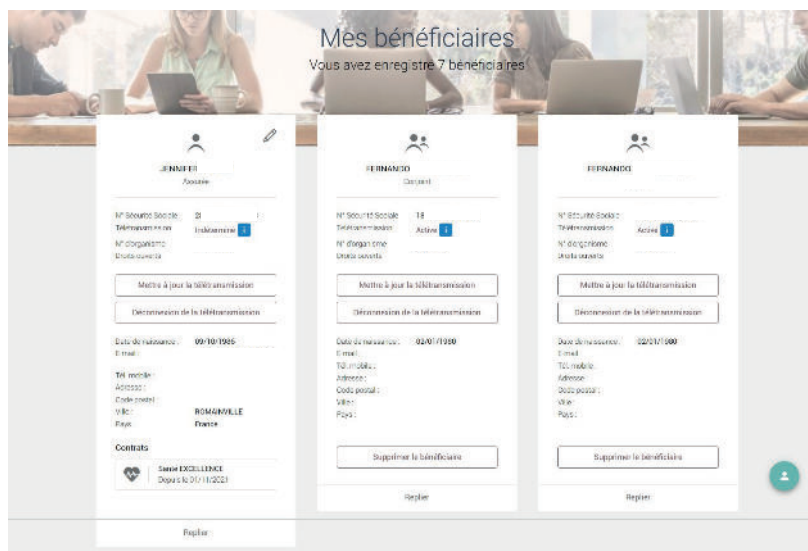 Mes bénéficiaires
Vous avez enregistré 7 bénéficiaires
JENNIFER
Assurée
N° Sécurité Sociale
Télétransmission Indéterminé i
N° d'organisme
Droits ouverts
Mettre à jour la télétransmission
Déconnexion de la télétransmission
Date de naissance : 09/10/1986
E-mail :
Tél. mobile :
Adresse :
Code postal :
Ville : ROMAINVILLE
Pays France
Contrats
Santé EXCELLENCE
Depuis le 01/11/2021
Replier
FERNANDO
Conjoint
N° Sécurité Sociale 18
Télétransmission Active i
N° d'organisme
Droits ouverts
Mettre à jour la télétransmission
Déconnexion de la télétransmission
Date de naissance : 02/01/1980
E-mail
Tél. mobile :
Adresse :
Code postal :
Ville :
Pays :
Supprimer le bénéficiaire
Replier
FERNANDO
N° Sécurité Sociale
Télétransmission Active i
N° d'organisme
Droits ouverts
Mettre à jour la télétransmission
Déconnexion de la télétransmission
Date de naissance : 02/01/1980
E-mail
Tél. mobile
Adresse
Code postal :
Ville :
Pays :
Supprimer le bénéficiaire
Replier